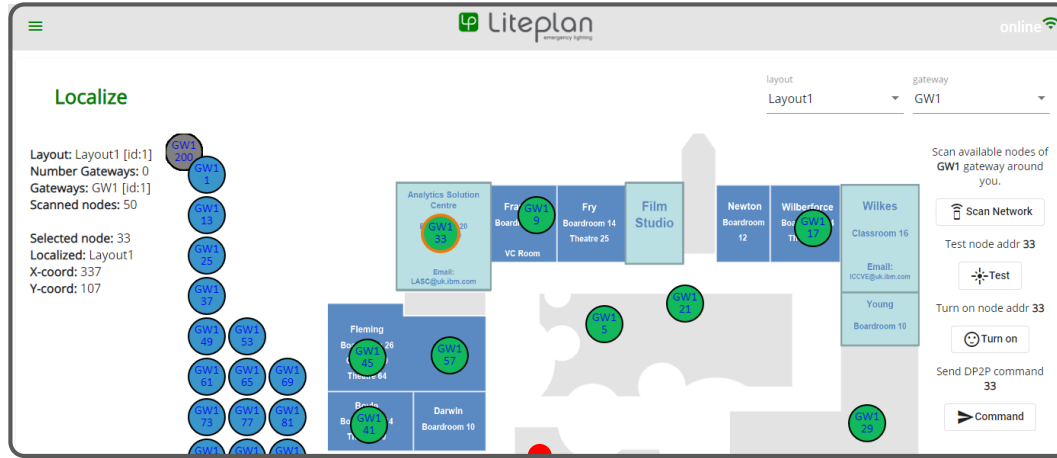 Liteplan
emergency lighting
online
Localize
layout
Layout1
gateway
GW1
Layout: Layout1 [id:1]
Number Gateways: 0
Gateways: GW1 [id:1]
Scanned nodes: 50
Selected node: 33
Localized: Layout1
X-coord: 337
Y-coord: 107
GW1
200
GW1
1
GW1
13
GW1
25
GW1
37
GW1
49
GW1
53
GW1
61
GW1
65
GW1
69
GW1
73
GW1
77
GW1
81
GW1
GW1
GW1
Analytics Solution
Centre
20
GW1
33
Email:
LASC@uk.ibm.com
Fra
Board
GW1
9
VC Room
Fry
Boardroom 14
Theatre 25
Film
Studio
Newton
Boardroom
12
Wilberforce
GW1
17
Wilkes
Classroom 16
Email:
ICCVE@uk.ibm.com
Young
Boardroom 10
GW1
5
GW1
21
Fleming
26
GW1
45
Theatre 64
GW1
57
Boyle
GW1
41
Darwin
Boardroom 10
GW1
29
Scan available nodes of
GW1 gateway around
you.
Scan Network
Test node addr 33
Test
Turn on node addr 33
Turn on
Send DP2P command
33
Command